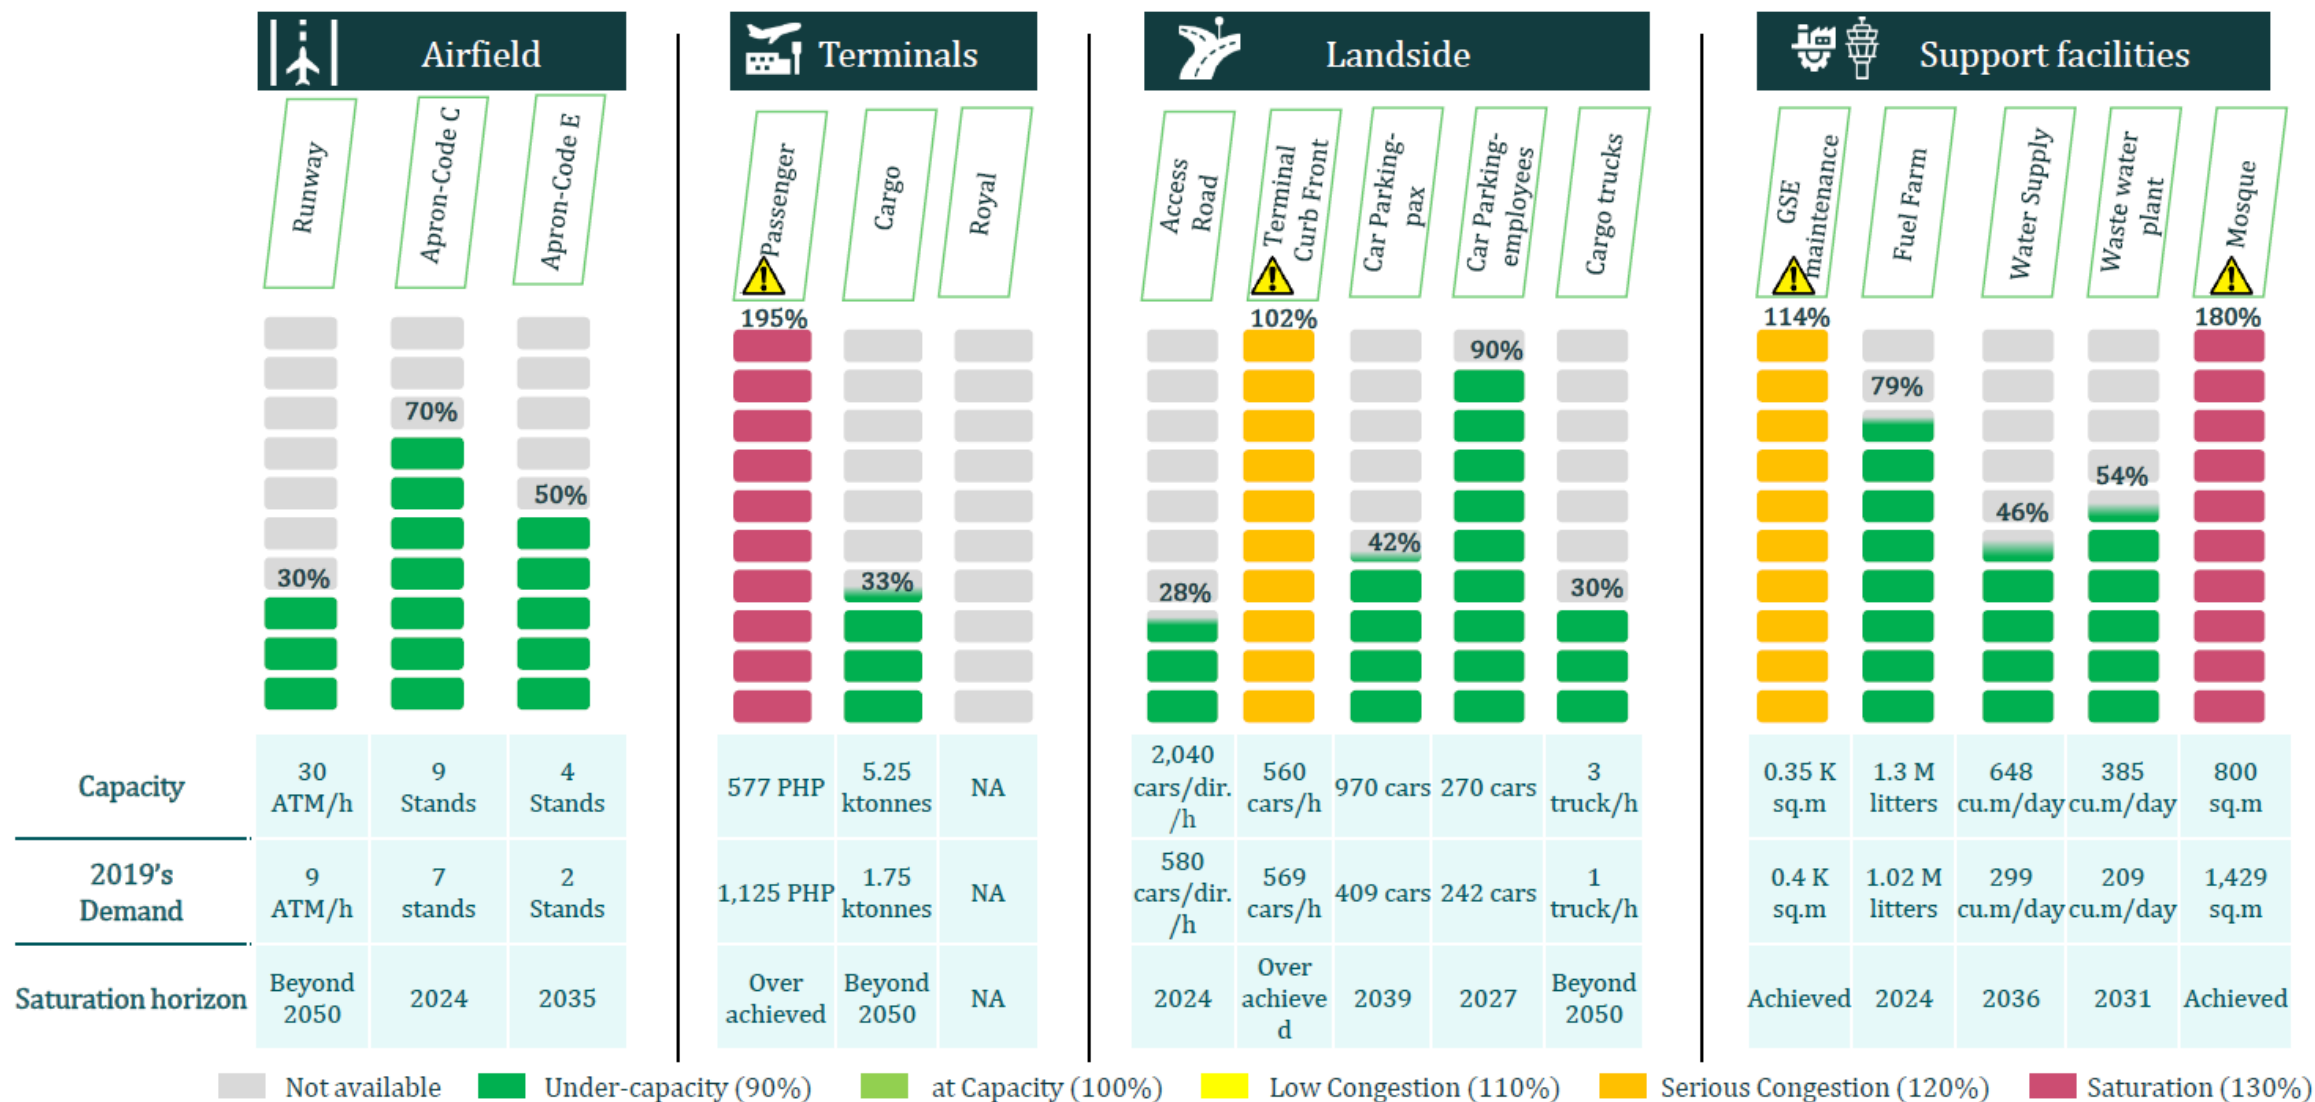 Airfield
Terminals
Landside
Support facilities
Runway
Apron-Code C
Apron-Code E
Passenger
Cargo
Royal
Access
Road
Terminal
Curb Front
Car Parking-
pax
Car Parking-
employees
Cargo trucks
GSE
maintenance
Fuel Farm
Water Supply
Waste water
plant
Mosque
30%
70%
50%
195%
33%
28%
102%
42%
90%
30%
114%
79%
46%
54%
180%
Capacity
30
ATM/h
9
Stands
4
Stands
577 PHP
5.25
ktonnes
NA
2,040
cars/dir.
/h
560
cars/h
970 cars
270 cars
3
truck/h
0.35 K
sq.m
1.3 M
litters
648
cu.m/day
385
cu.m/day
800
sq.m
2019's
Demand
9
ATM/h
7
stands
2
Stands
1,125 PHP
1.75
ktonnes
NA
580
cars/dir.
/h
569
cars/h
409 cars
242 cars
1
truck/h
0.4 K
sq.m
1.02 M
litters
299
cu.m/day
209
cu.m/day
1,429
sq.m
Saturation horizon
Beyond
2050
2024
2035
Over
achieved
Beyond
2050
NA
2024
Over
achieve
d
2039
2027
Beyond
2050
Achieved
2024
2036
2031
Achieved
Not available
Under-capacity (90%)
at Capacity (100%)
Low Congestion (110%)
Serious Congestion (120%)
Saturation (130%)